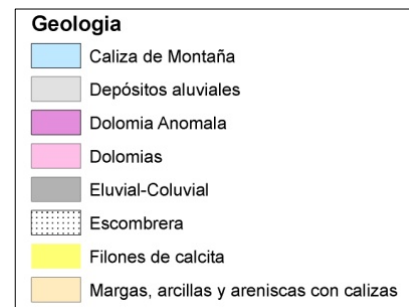 Geologia
Caliza de Montaña
Depósitos aluviales
Dolomia Anomala
Dolomias
Eluvial-Coluvial
Escombrera
Filones de calcita
Margas, arcillas y areniscas con calizas